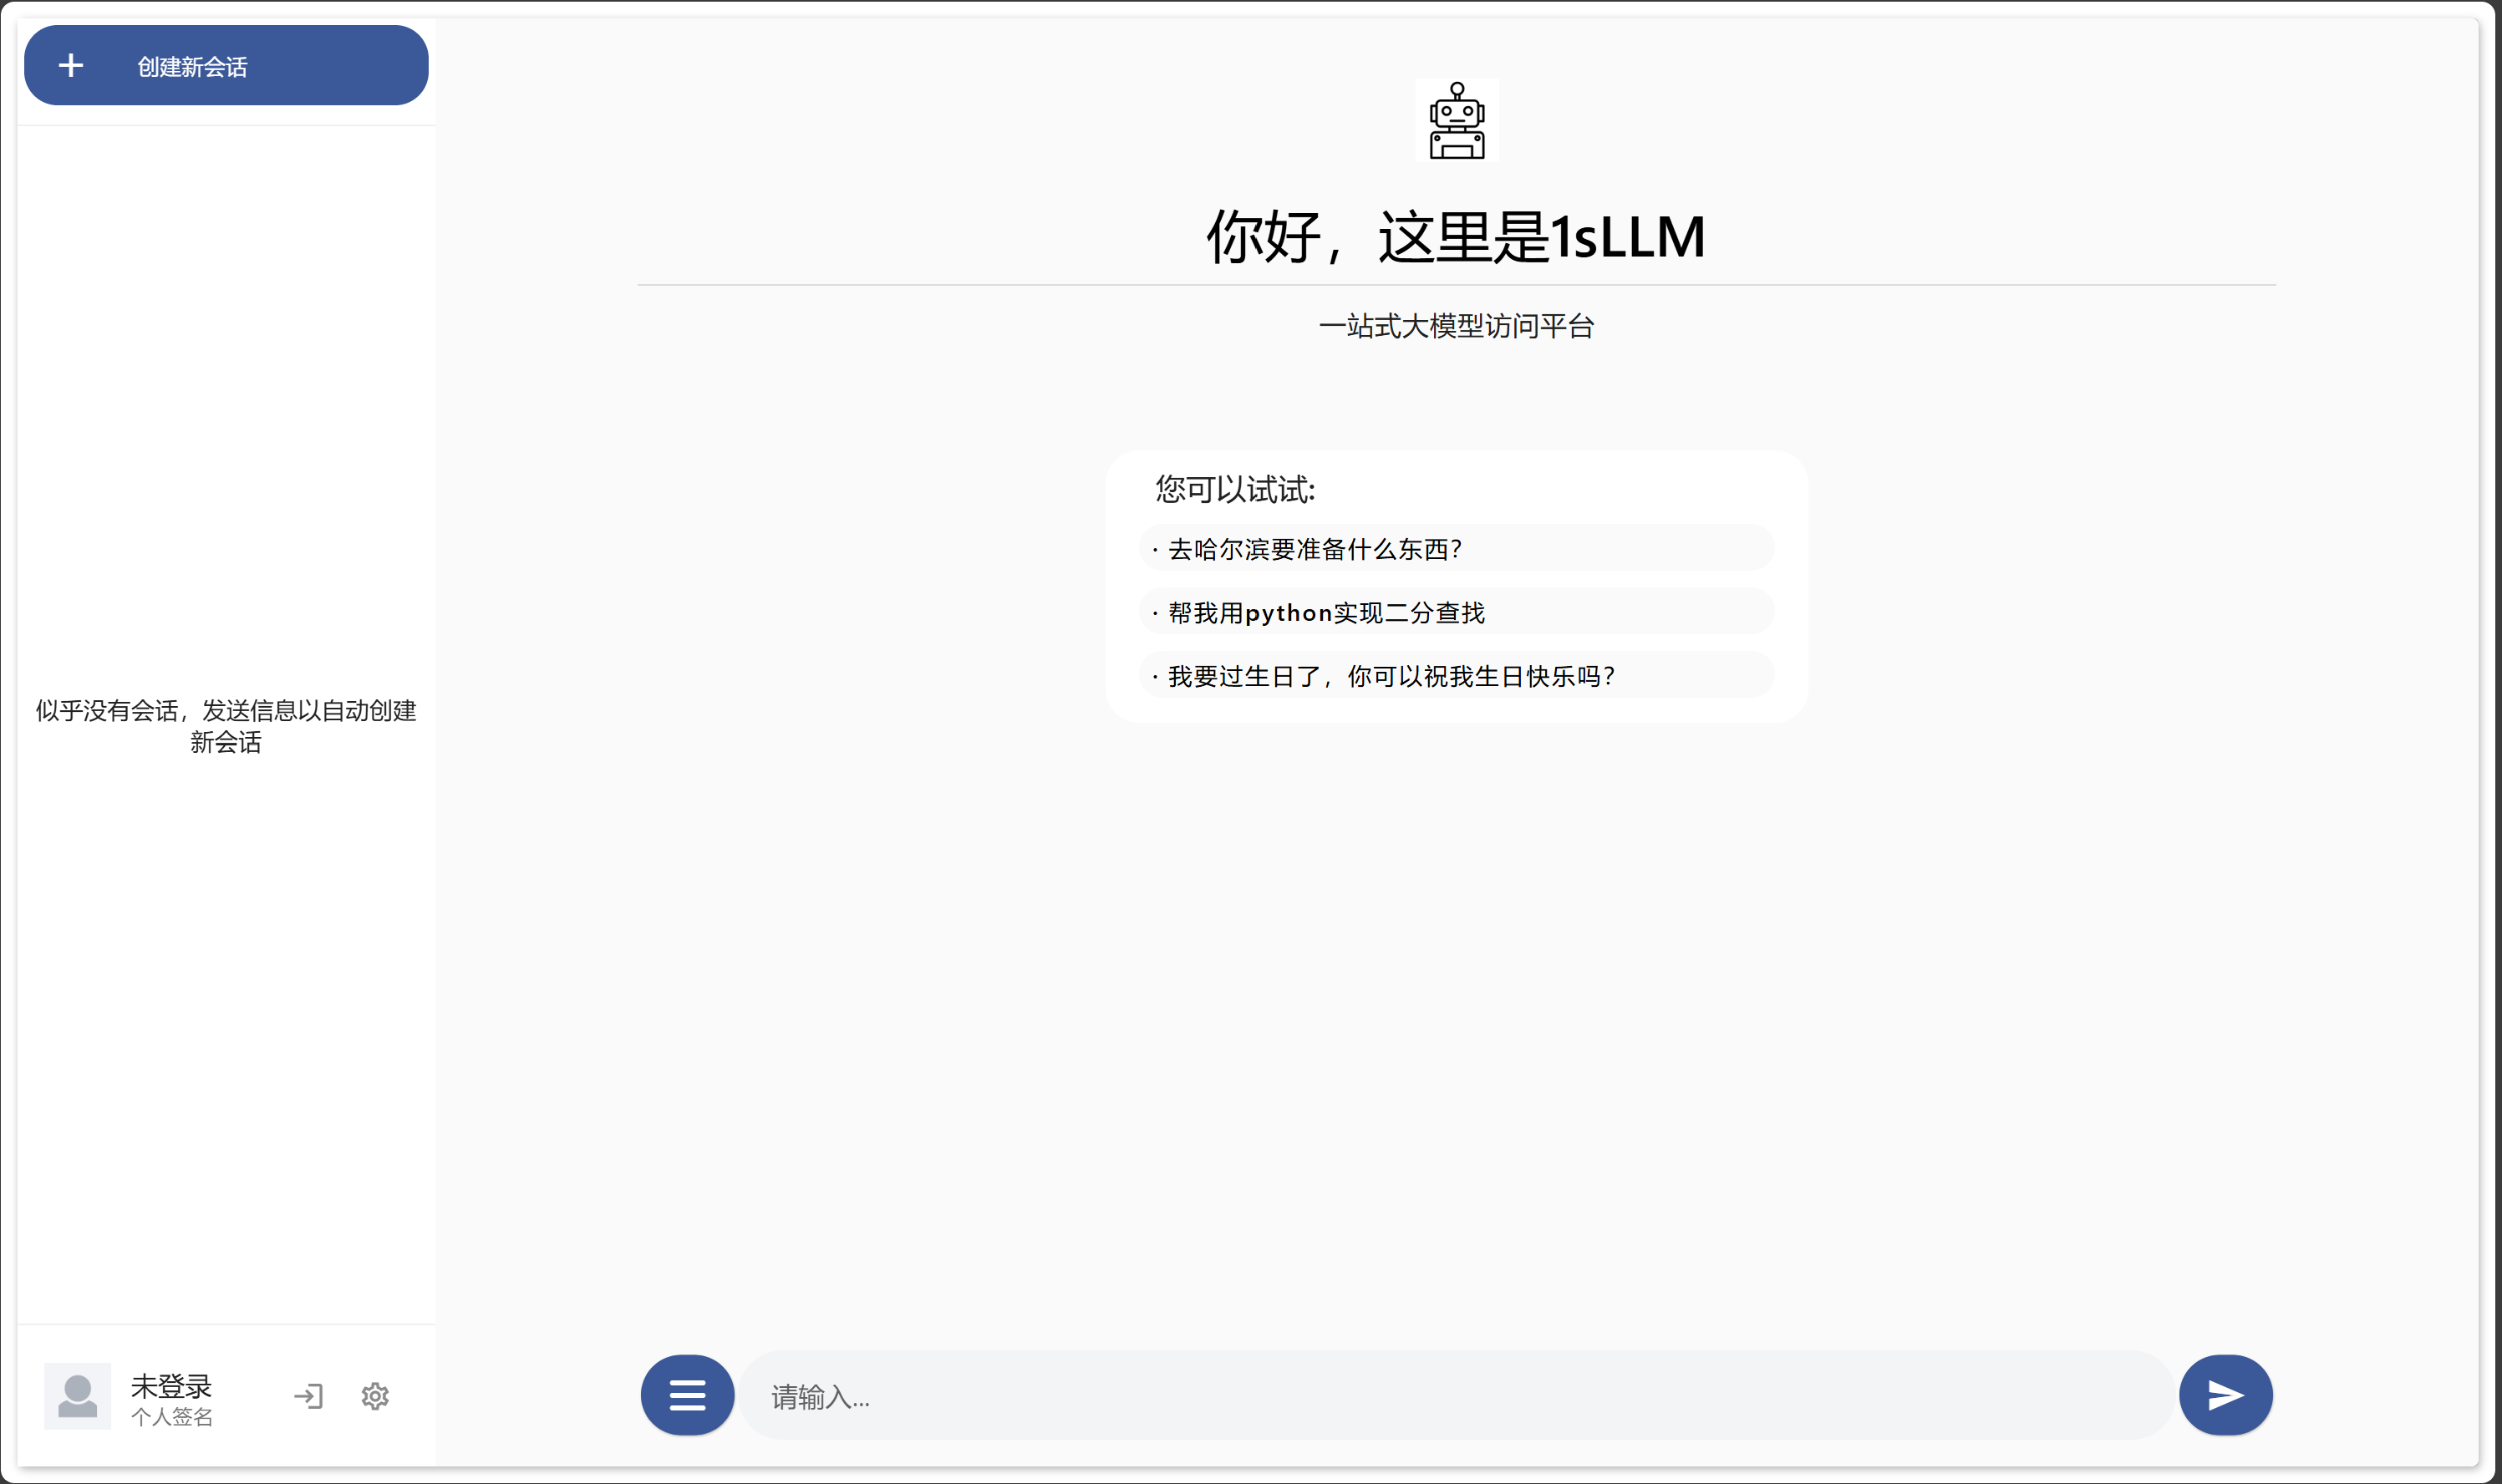 创建新会话
似乎没有会话，发送信息以自动创建
新会话
未登录
个人签名
你好，这里是1sLLM
一站式大模型访问平台
您可以试试:
· 去哈尔滨要准备什么东西？
· 帮我用python实现二分查找
· 我要过生日了，你可以祝我生日快乐吗？
请输入...